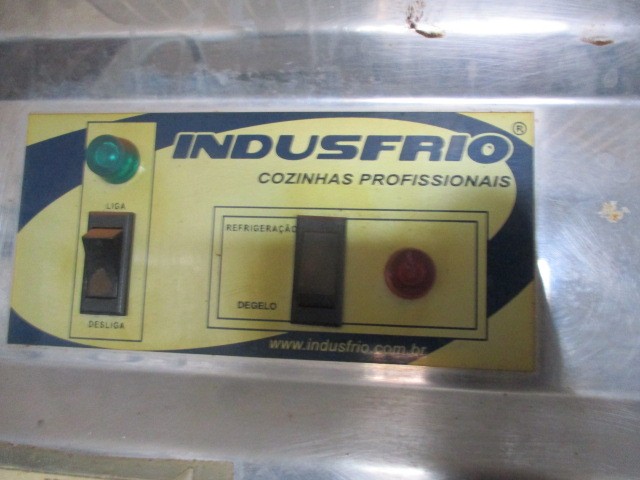 INDUSFRIO®
COZINHAS PROFISSIONAIS
LIGA
DESLIGA
REFRIGERAÇÃO
DEGELO
www.indusfrio.com.br